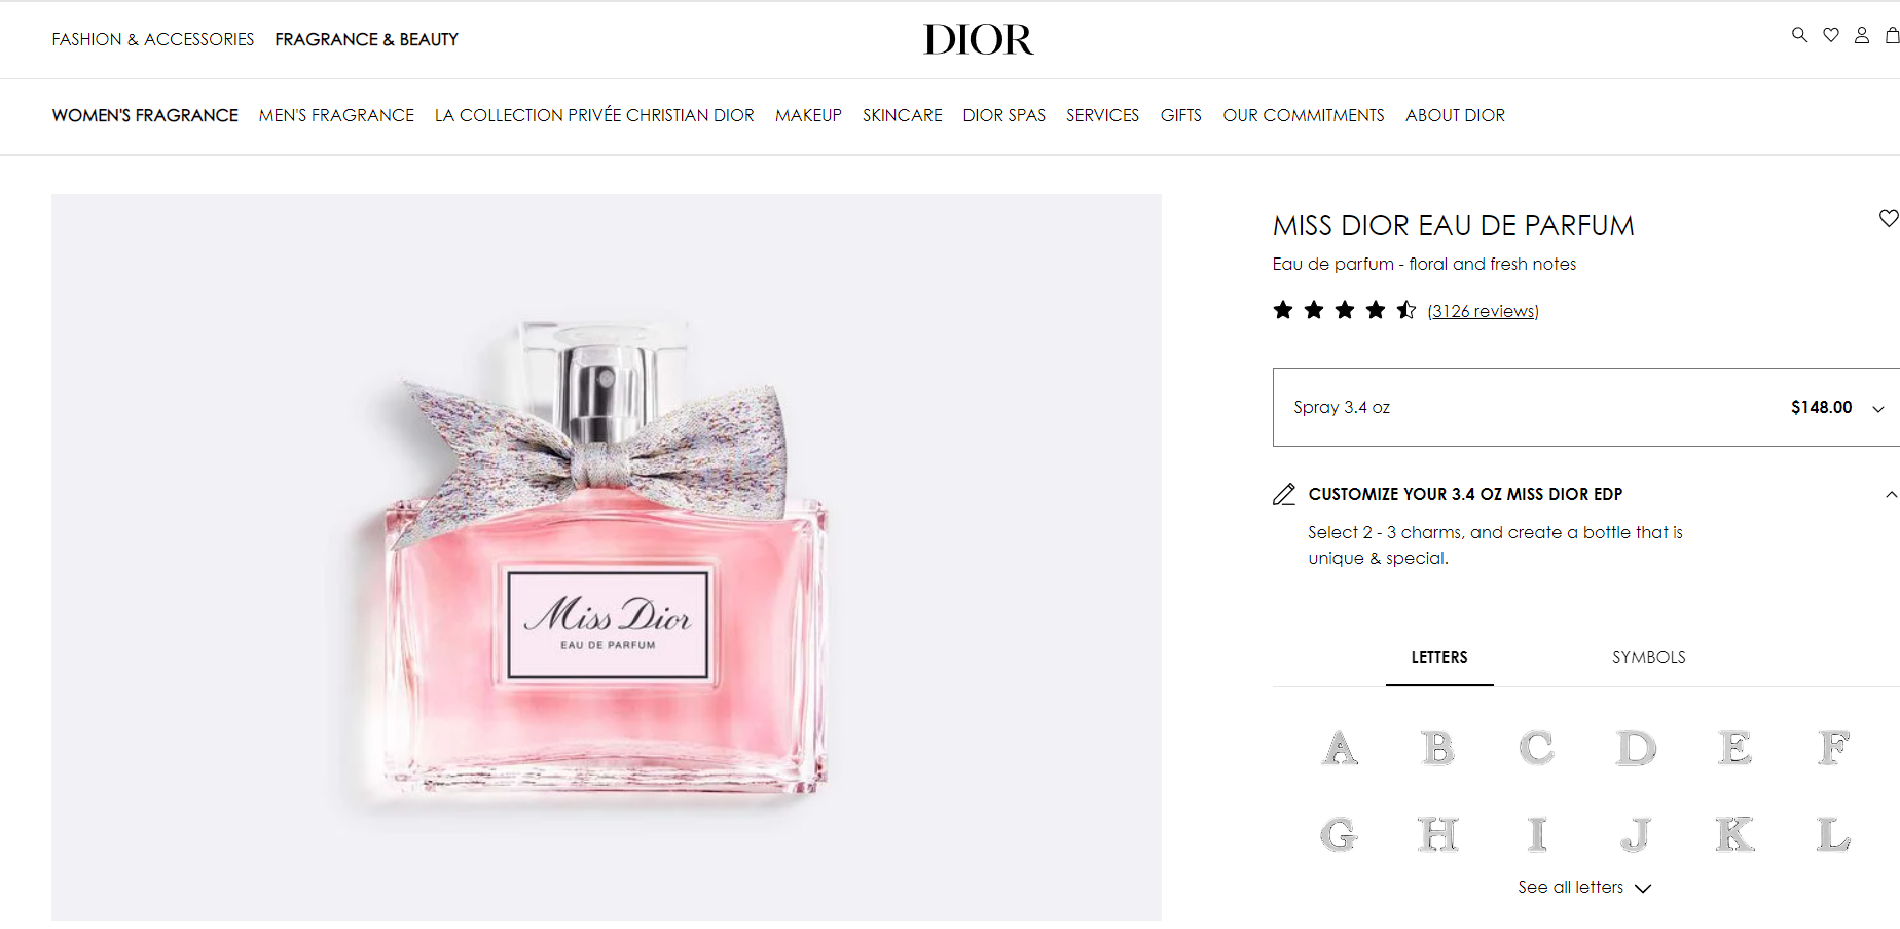 FASHION & ACCESSORIES FRAGRANCE & BEAUTY
DIOR
WOMEN'S FRAGRANCE MEN'S FRAGRANCE LA COLLECTION PRIVÉE CHRISTIAN DIOR MAKEUP SKINCARE DIOR SPAS SERVICES GIFTS OUR COMMITMENTS ABOUT DIOR
Miss Dior
EAU DE PARFUM
MISS DIOR EAU DE PARFUM
Eau de parfum - floral and fresh notes
(3126 reviews)
Spray 3.4 oz $148.00
CUSTOMIZE YOUR 3.4 OZ MISS DIOR EDP
Select 2 - 3 charms, and create a bottle that is
unique & special.
LETTERS SYMBOLS
A B C D E F
G H I J K L
See all letters